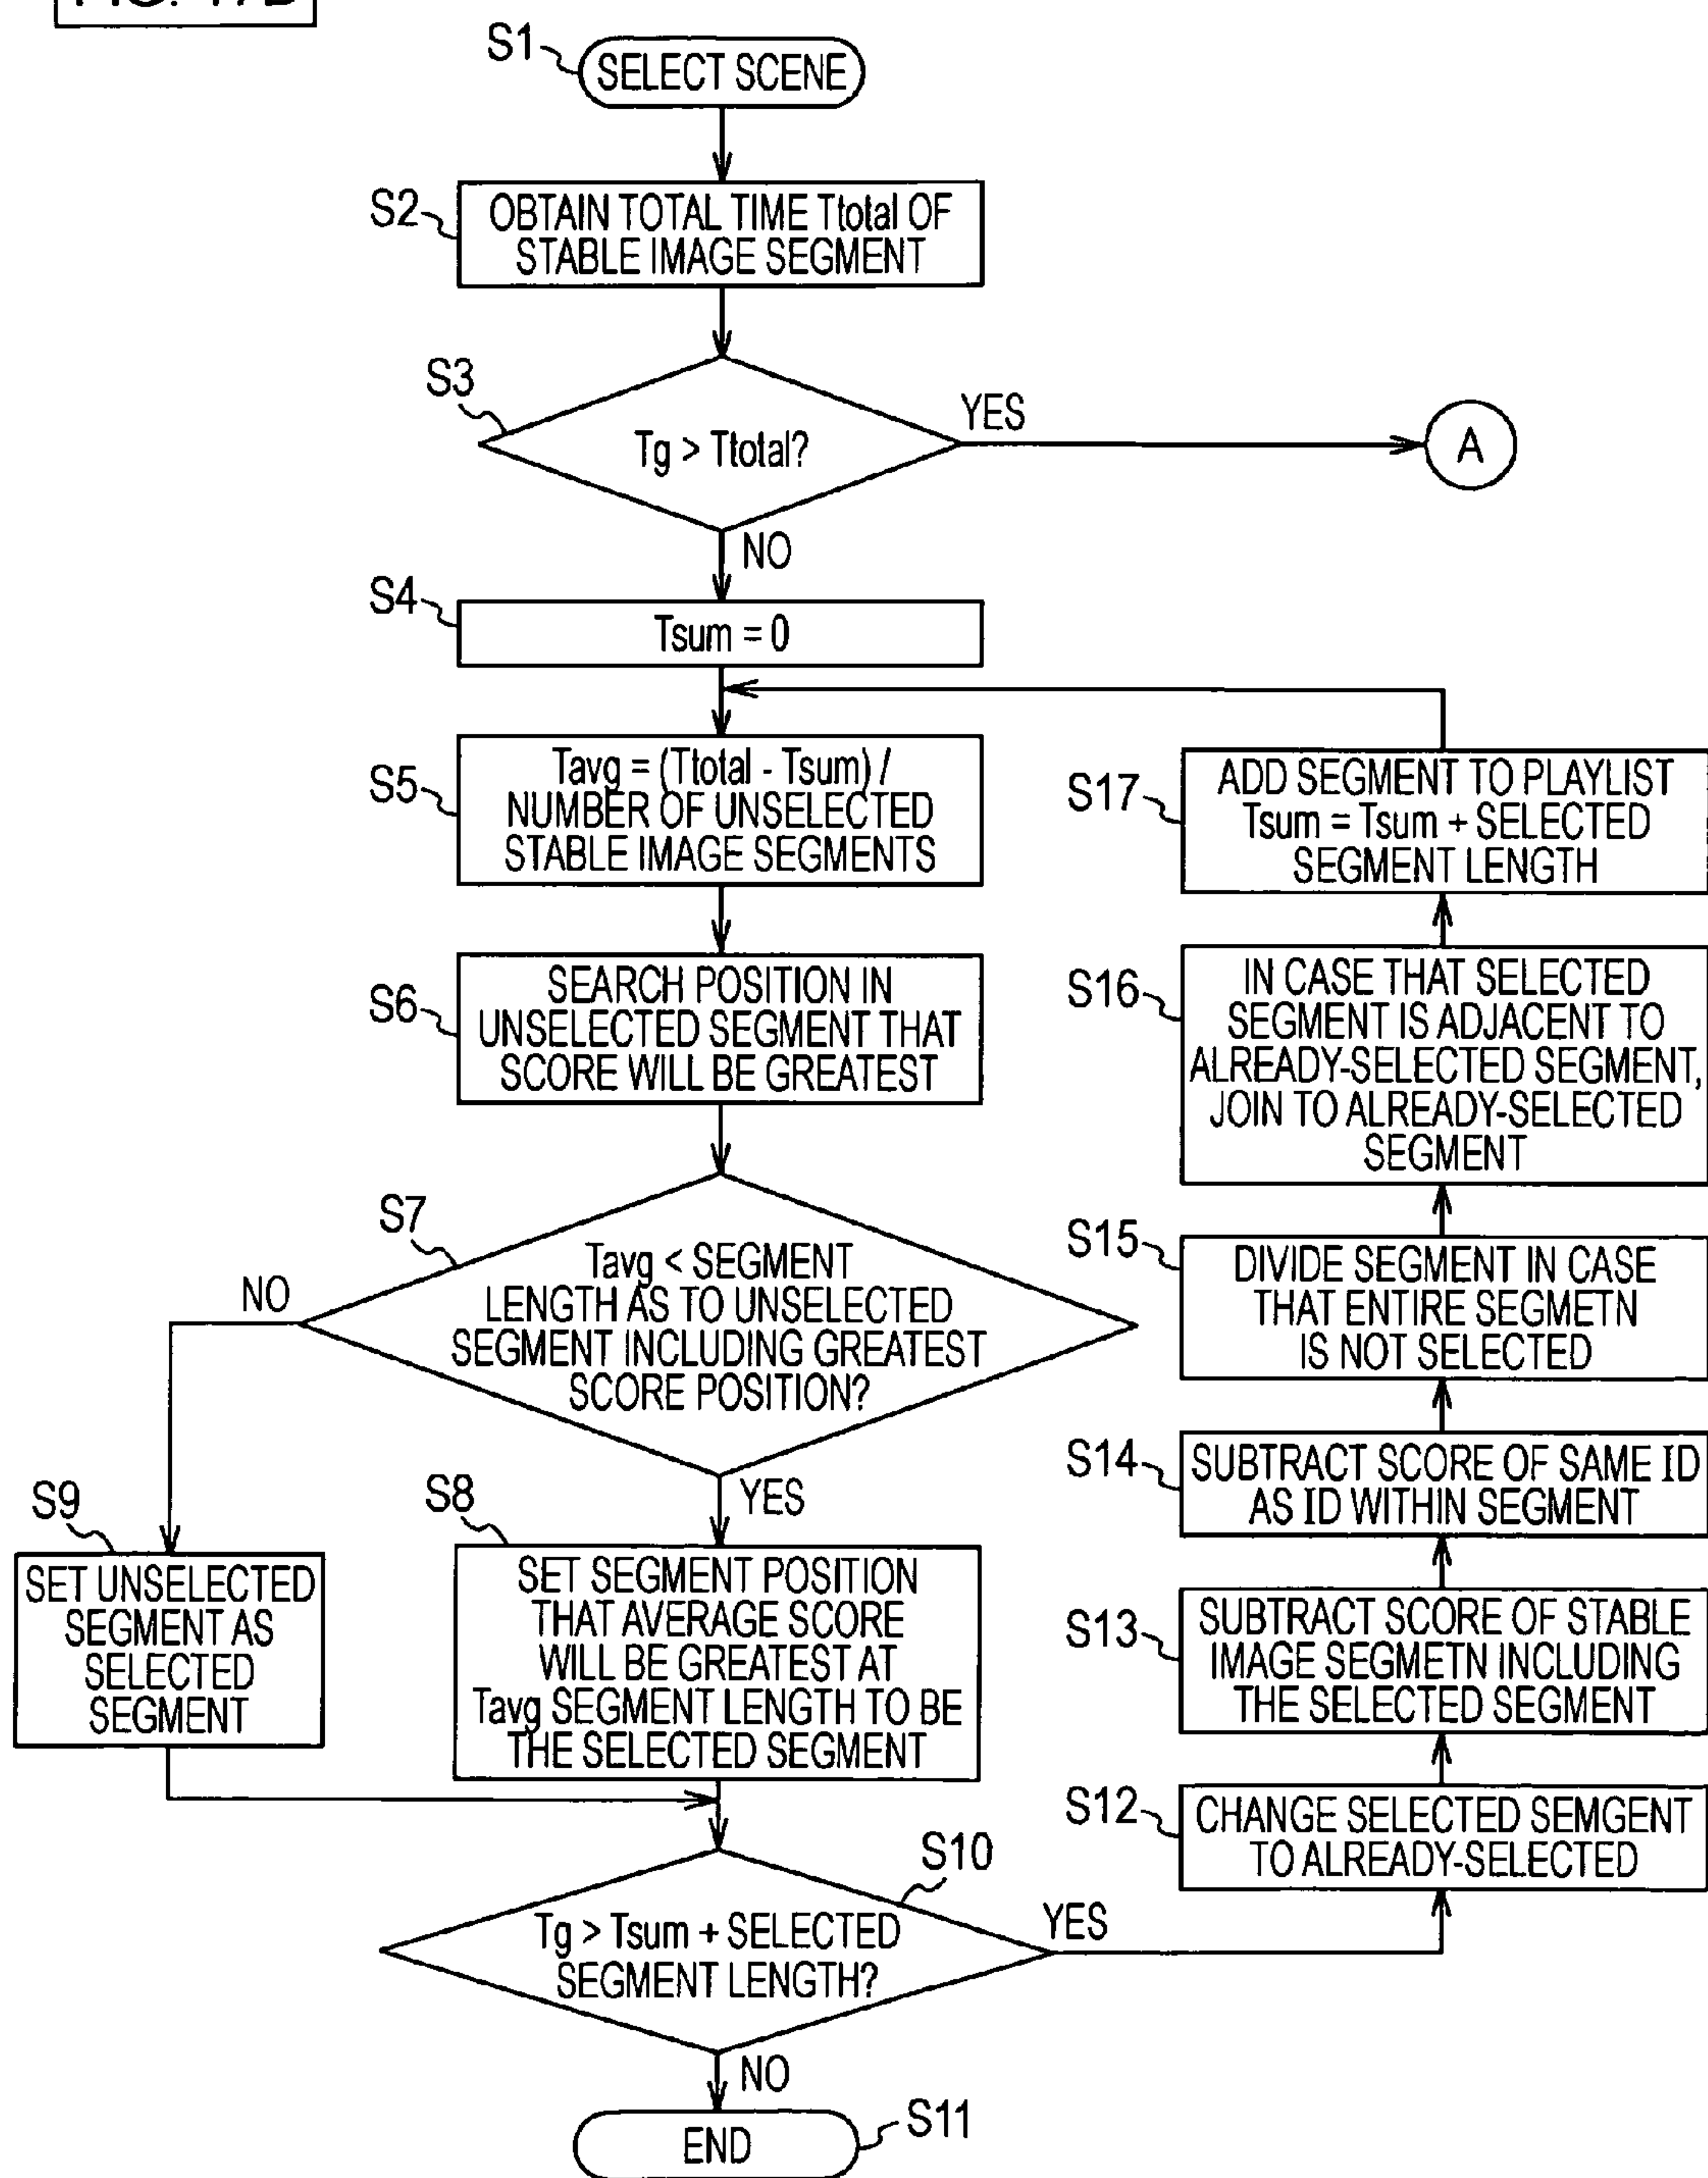 S1
SELECT SCENE
S2
OBTAIN TOTAL TIME Ttotal OF
STABLE IMAGE SEGMENT
S3
Tg > Ttotal?
YES
A
NO
S4
Tsum = 0
S5
Tavg = (Ttotal - Tsum) /
NUMBER OF UNSELECTED
STABLE IMAGE SEGMENTS
S6
SEARCH POSITION IN
UNSELECTED SEGMENT THAT
SCORE WILL BE GREATEST
S7
Tavg < SEGMENT
LENGTH AS TO UNSELECTED
SEGMENT INCLUDING GREATEST
SCORE POSITION?
NO
YES
S9
SET UNSELECTED
SEGMENT AS
SELECTED
SEGMENT
S8
SET SEGMENT POSITION
THAT AVERAGE SCORE
WILL BE GREATEST AT
Tavg SEGMENT LENGTH TO BE
THE SELECTED SEGMENT
S10
Tg > Tsum + SELECTED
SEGMENT LENGTH?
YES
NO
END
S11
S12
CHANGE SELECTED SEMGENT
TO ALREADY-SELECTED
S13
SUBTRACT SCORE OF STABLE
IMAGE SEGMETN INCLUDING
THE SELECTED SEGMENT
S14
SUBTRACT SCORE OF SAME ID
AS ID WITHIN SEGMENT
S15
DIVIDE SEGMENT IN CASE
THAT ENTIRE SEGMETN
IS NOT SELECTED
S16
IN CASE THAT SELECTED
SEGMENT IS ADJACENT TO
ALREADY-SELECTED SEGMENT,
JOIN TO ALREADY-SELECTED
SEGMENT
S17
ADD SEGMENT TO PLAYLIST
Tsum = Tsum + SELECTED
SEGMENT LENGTH